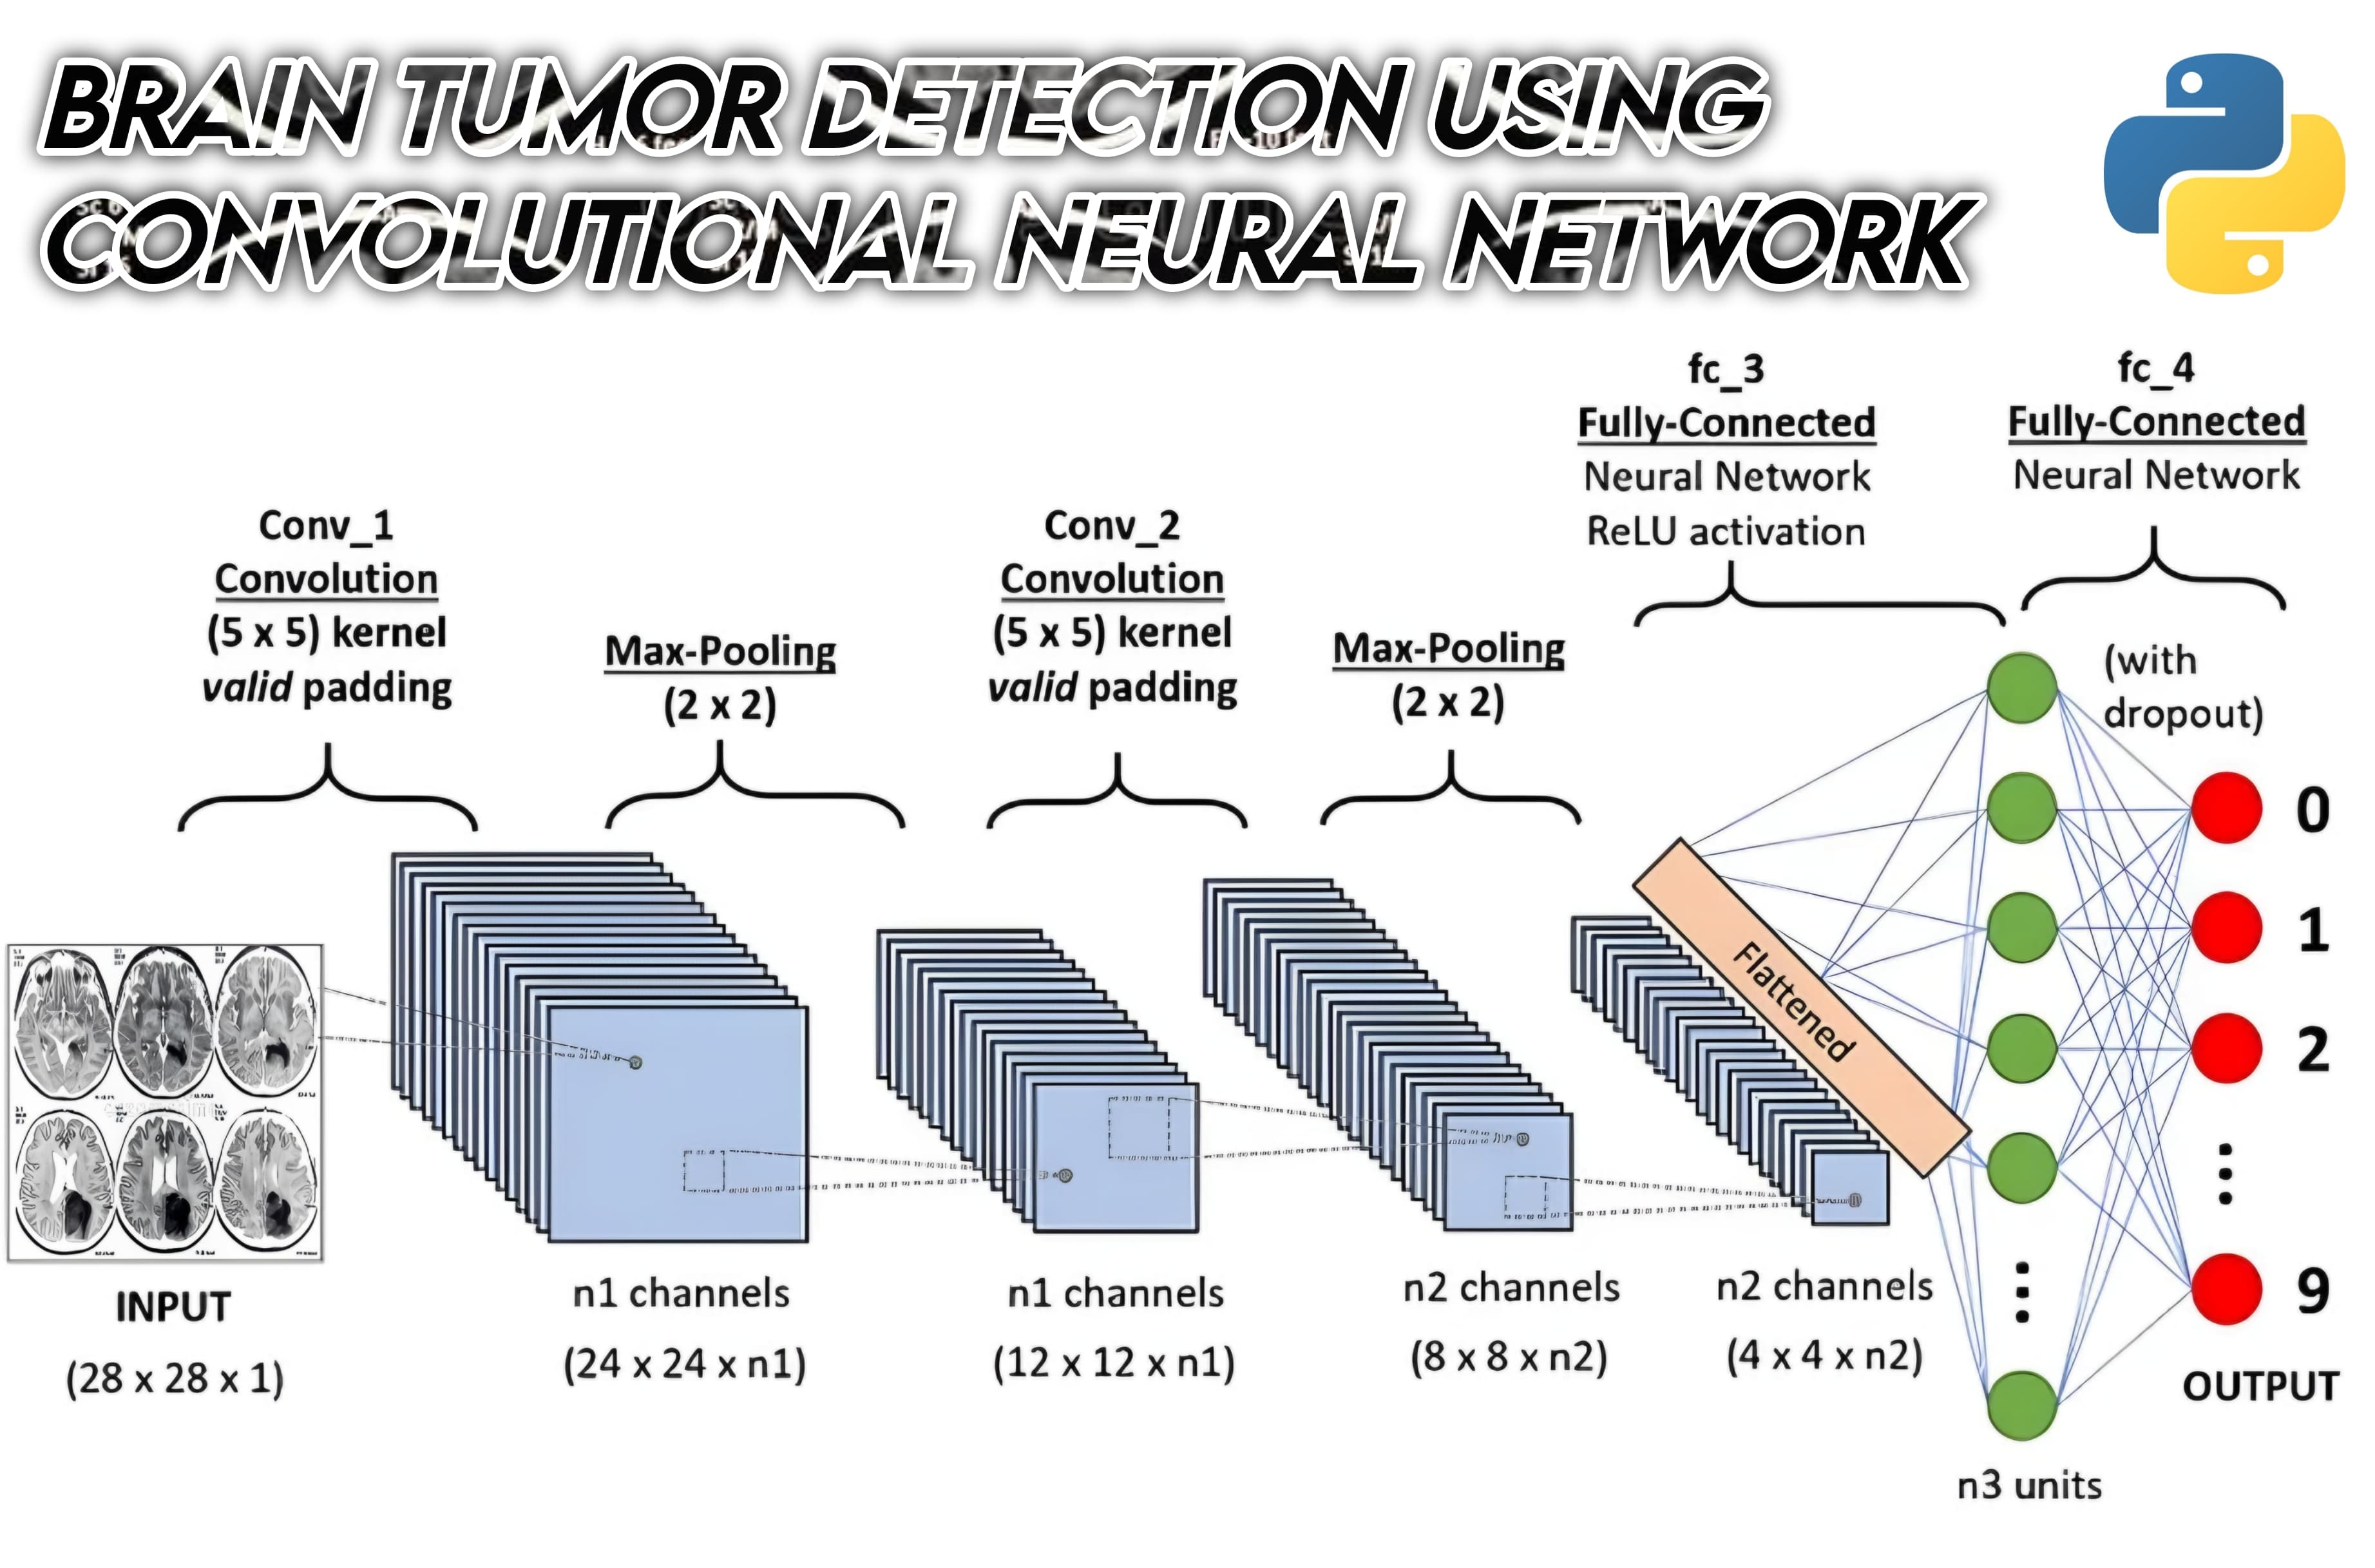 BRAIN TUMOR DETECTION USING
CONVOLUTIONAL NEURAL NETWORK
fc_3
Fully-Connected
Neural Network
ReLU activation
fc_4
Fully-Connected
Neural Network
Conv_1
Convolution
(5 x 5) kernel
valid padding
Max-Pooling
(2 x 2)
Conv_2
Convolution
(5 x 5) kernel
valid padding
Max-Pooling
(2 x 2)
(with
dropout)
Flattened
0
1
2
9
INPUT
(28 x 28 x 1)
n1 channels
(24 x 24 x n1)
n1 channels
(12 x 12 x n1)
n2 channels
(8 x 8 x n2)
n2 channels
(4 x 4 x n2)
OUTPUT
n3 units